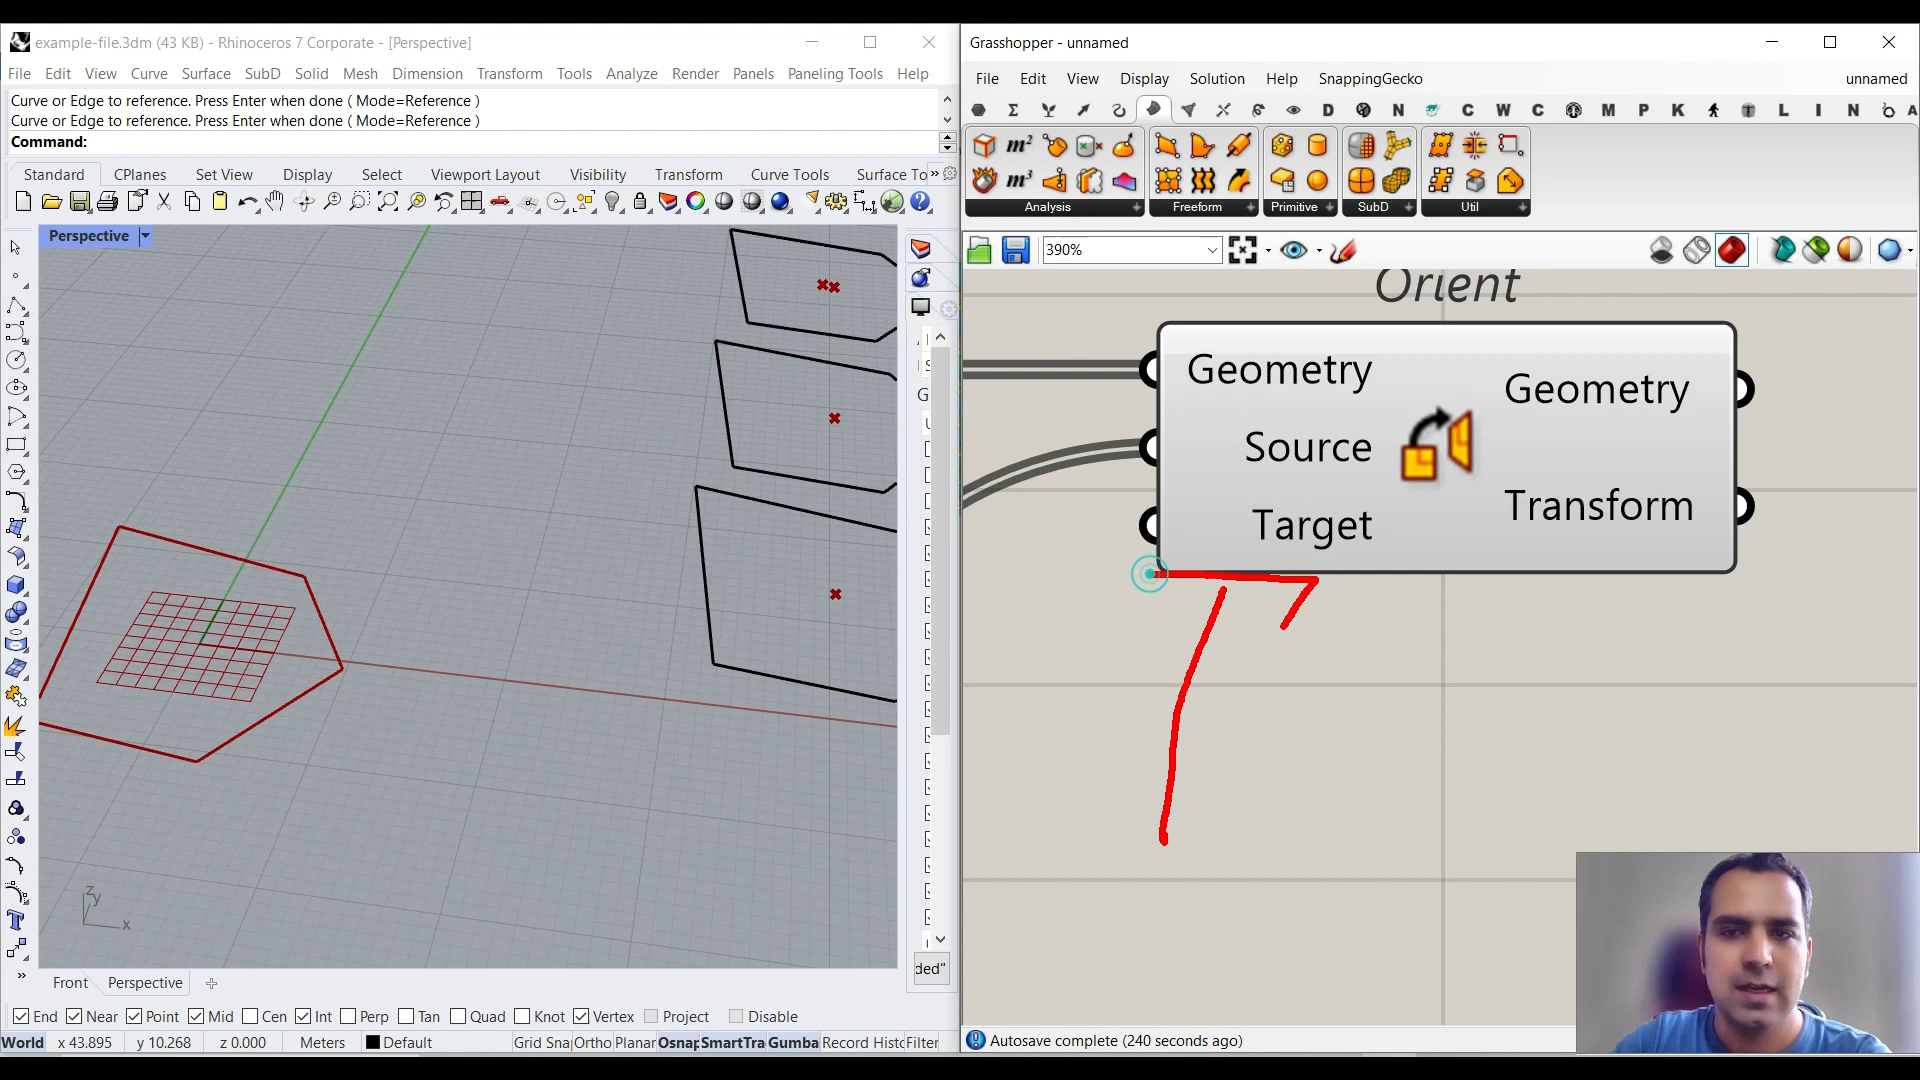 example-file.3dm (43 KB) - Rhinoceros 7 Corporate - [Perspective]
File Edit View Curve Surface SubD Solid Mesh Dimension Transform Tools Analyze Render Panels Paneling Tools Help
Curve or Edge to reference. Press Enter when done ( Mode=Reference )
Curve or Edge to reference. Press Enter when done ( Mode=Reference )
Command:
Standard CPlanes Set View Display Select Viewport Layout Visibility Transform Curve Tools Surface To
Perspective
z
y
x
ded"
Front Perspective
End Near Point Mid Cen Int Perp Tan Quad Knot Vertex Project Disable
World x 43.895 y 10.268 z 0.000 Meters Default Grid Sna Ortho Planar Osnap SmartTra Gumba Record Histo Filter
Grasshopper - unnamed
File Edit View Display Solution Help SnappingGecko unnamed
D N C W C M P K L I N A
m² m³
Analysis Freeform Primitive SubD Util
390%
Orient
Geometry
Source
Target
Geometry
Transform
Autosave complete (240 seconds ago)